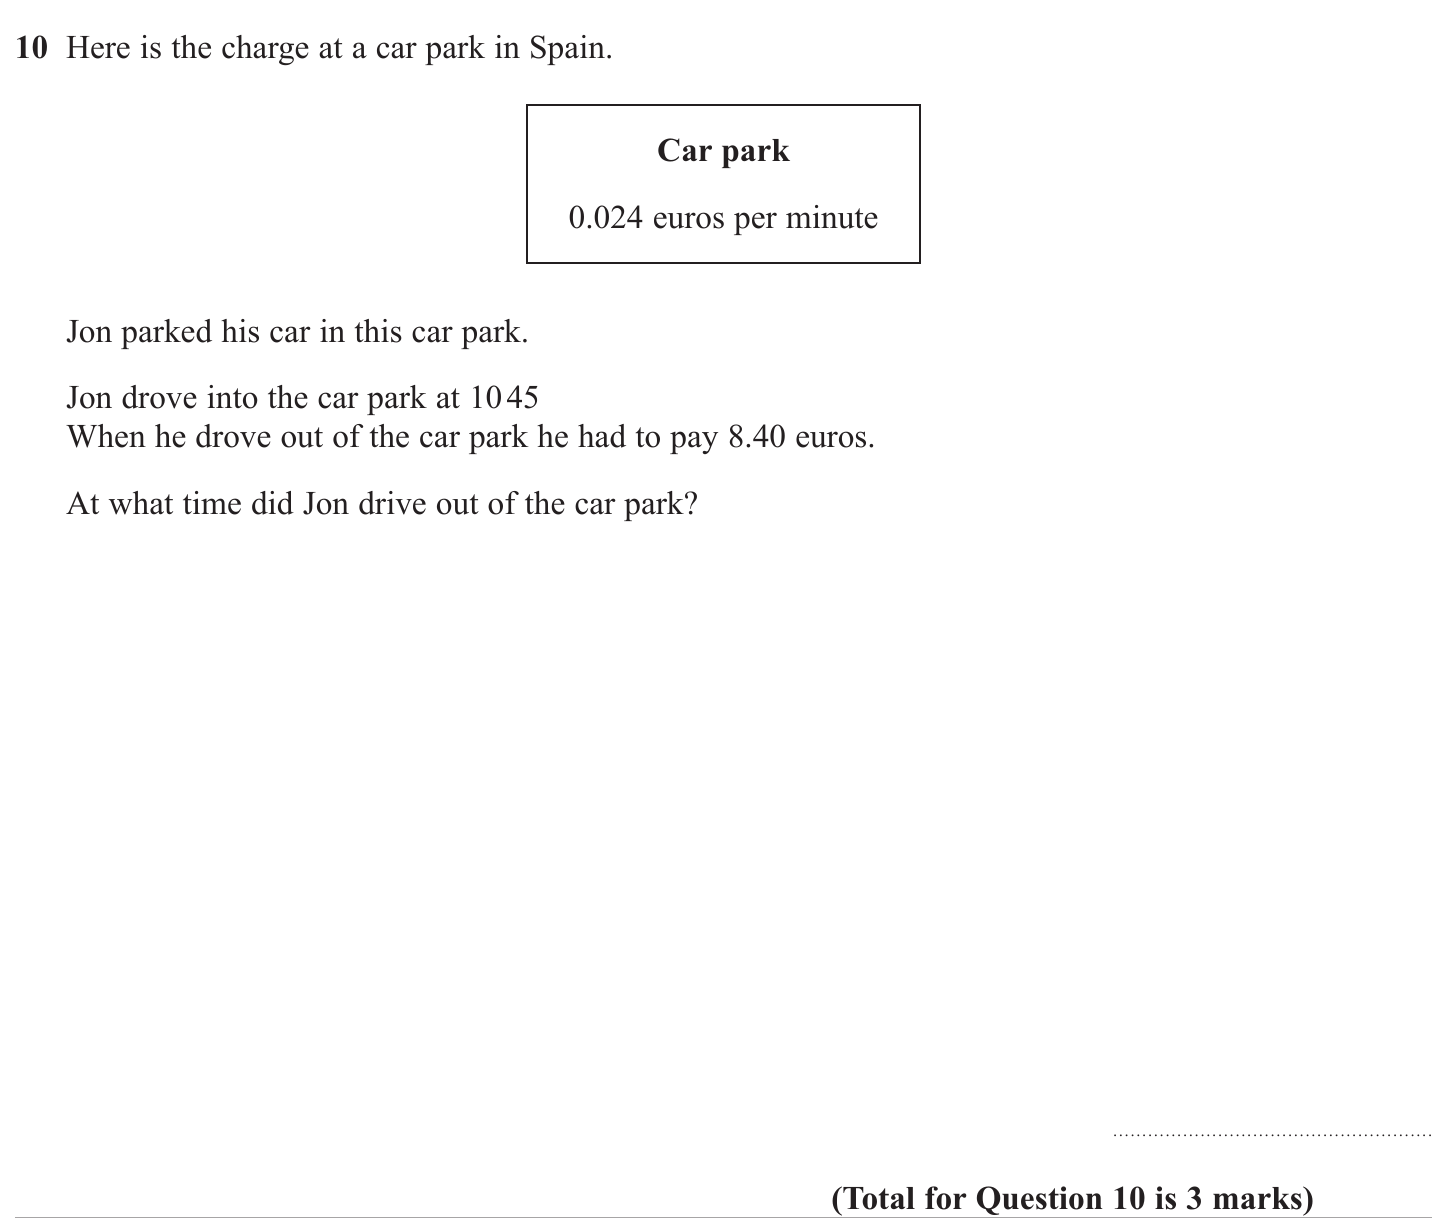 10 Here is the charge at a car park in Spain.
Car park
0.024 euros per minute
Jon parked his car in this car park.
Jon drove into the car park at 10 45
When he drove out of the car park he had to pay 8.40 euros.
At what time did Jon drive out of the car park?
(Total for Question 10 is 3 marks)